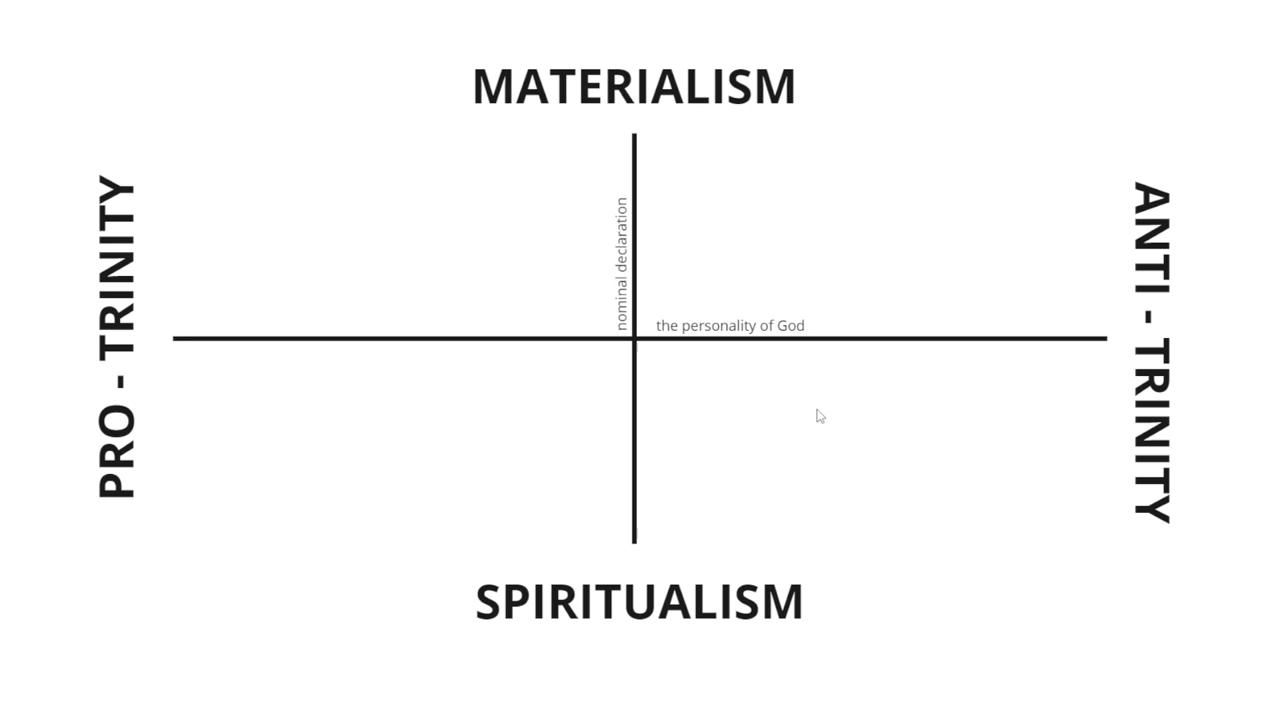 MATERIALISM
PRO - TRINITY
nominal declaration
the personality of God
ANTI - TRINITY
SPIRITUALISM